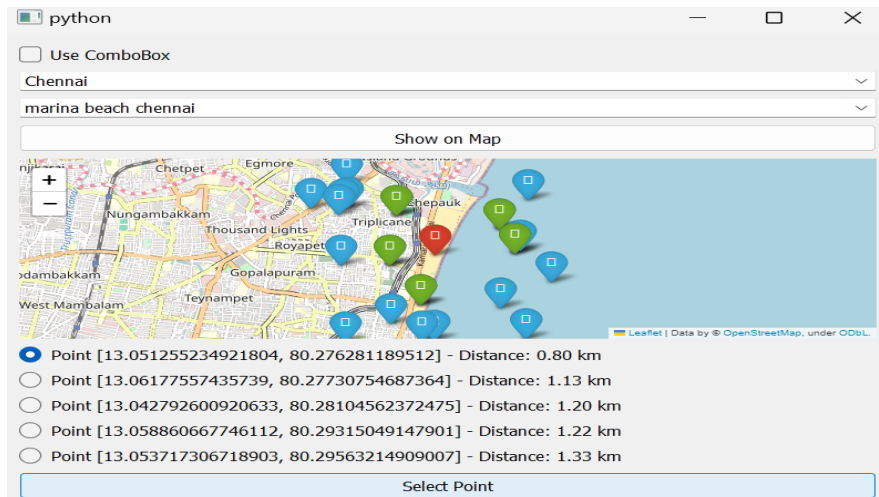 python
Use ComboBox
Chennai
marina beach chennai
Show on Map
+
−
Chetpet
Egmore
Nungambakkam
Chepauk
Triplicane
Thousand Lights
Gopalapuram
West Mambalam
Teynampet
Leaflet | Data by © OpenStreetMap, under ODbL.
Point [13.051255234921804, 80.276281189512] - Distance: 0.80 km
Point [13.06177557435739, 80.27730754687364] - Distance: 1.13 km
Point [13.042792600920633, 80.28104562372475] - Distance: 1.20 km
Point [13.058860667746112, 80.29315049147901] - Distance: 1.22 km
Point [13.053717306718903, 80.29563214909007] - Distance: 1.33 km
Select Point